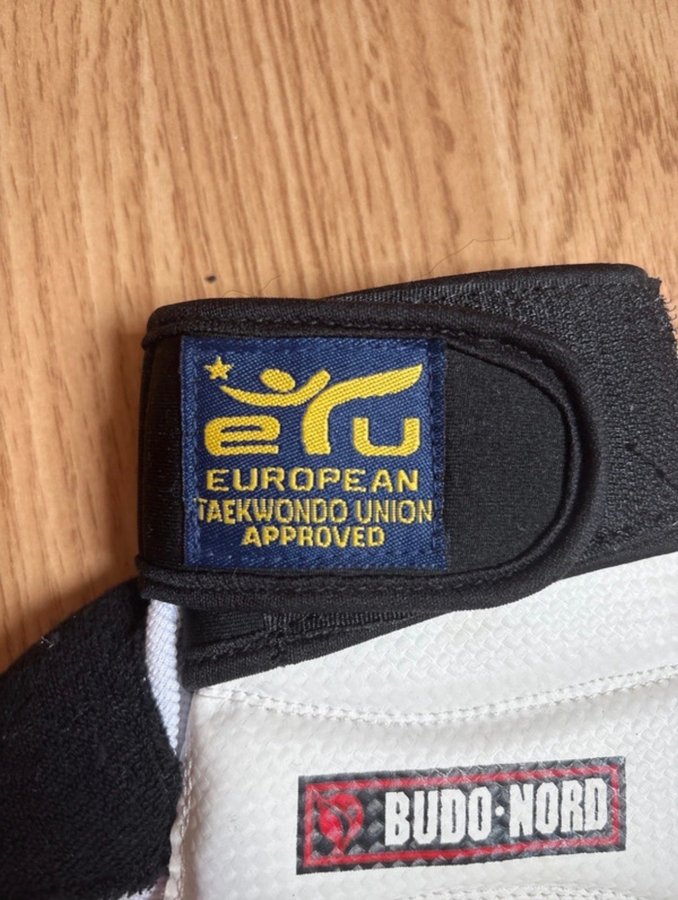 eTU
EUROPEAN
TAEKWONDO UNION
APPROVED
BUDO·NORD